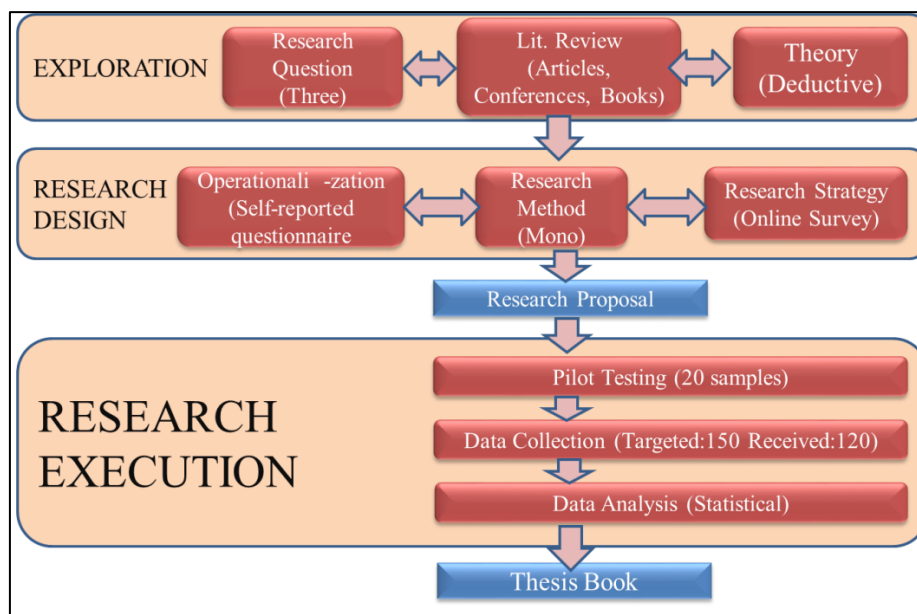 EXPLORATION
Research
Question
(Three)
Lit. Review
(Articles,
Conferences, Books)
Theory
(Deductive)
RESEARCH
DESIGN
Operationali -zation
(Self-reported
questionnaire
Research
Method
(Mono)
Research Strategy
(Online Survey)
Research Proposal
RESEARCH
EXECUTION
Pilot Testing (20 samples)
Data Collection (Targeted:150 Received:120)
Data Analysis (Statistical)
Thesis Book